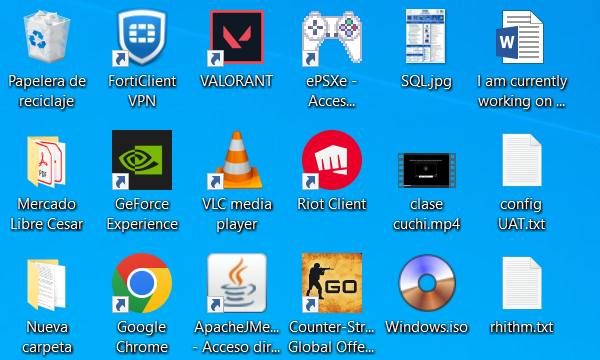 Papelera de
reciclaje
FortiClient
VPN
VALORANT
ePSXe -
Acces...
SQL.jpg
I am currently
working on ...
Mercado
Libre Cesar
GeForce
Experience
VLC media
player
Riot Client
clase
cuchi.mp4
config
UAT.txt
Nueva
carpeta
Google
Chrome
ApacheJMe...
- Acceso dir...
GO
Counter-Str...
Global Offe...
Windows.iso
rhithm.txt